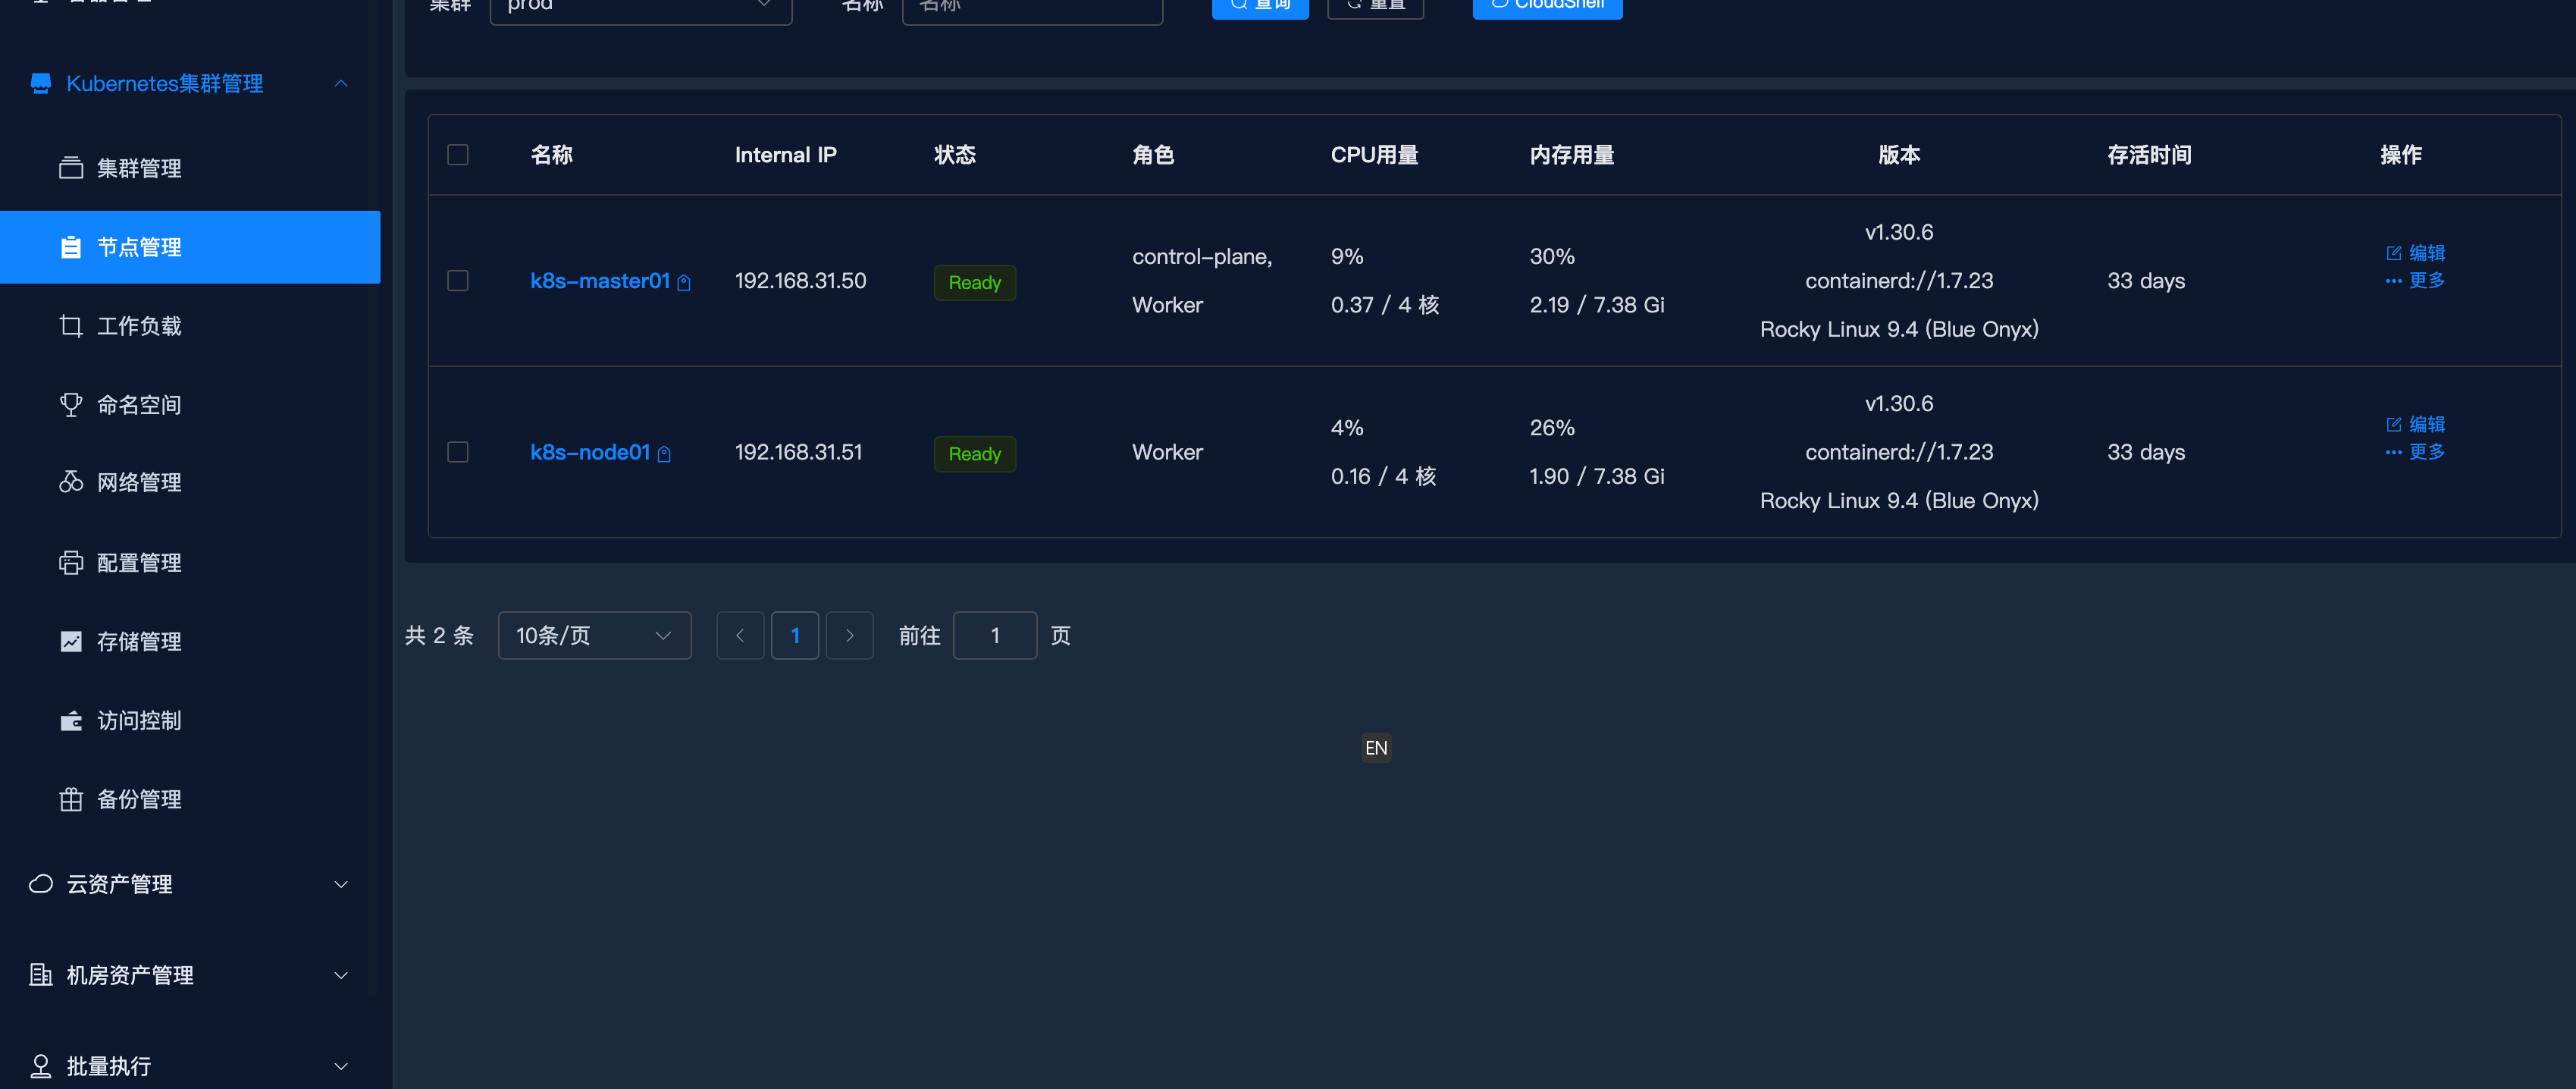 集群
prod
名称
名称
查询
重置
CloudShell
Kubernetes集群管理
集群管理
节点管理
工作负载
命名空间
网络管理
配置管理
存储管理
访问控制
备份管理
云资产管理
机房资产管理
批量执行
名称 Internal IP 状态 角色 CPU用量 内存用量 版本 存活时间 操作
k8s-master01 192.168.31.50 Ready control-plane, Worker 9% 0.37 / 4 核 30% 2.19 / 7.38 Gi v1.30.6 containerd://1.7.23 Rocky Linux 9.4 (Blue Onyx) 33 days 编辑 更多
k8s-node01 192.168.31.51 Ready Worker 4% 0.16 / 4 核 26% 1.90 / 7.38 Gi v1.30.6 containerd://1.7.23 Rocky Linux 9.4 (Blue Onyx) 33 days 编辑 更多
共 2 条 10条/页 1 前往 1 页
EN